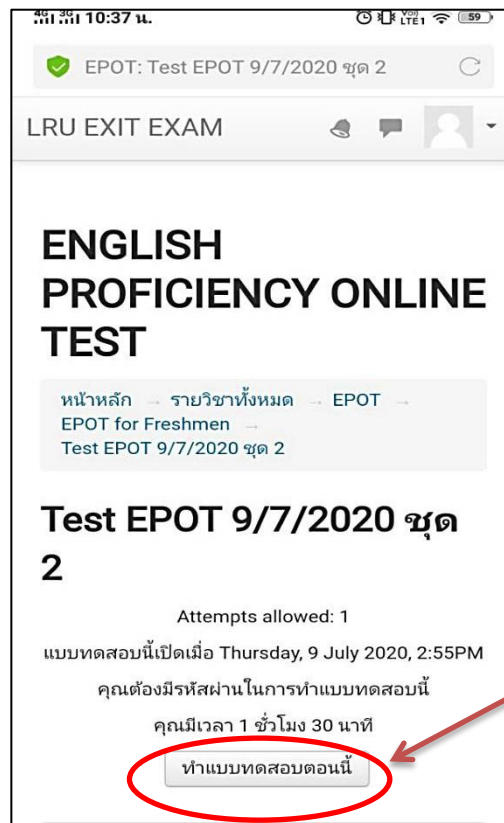 4G 3G 10:37 น. VoD LTE1 59
EPOT: Test EPOT 9/7/2020 ชุด 2
LRU EXIT EXAM
ENGLISH
PROFICIENCY ONLINE
TEST
หน้าหลัก → รายวิชาทั้งหมด → EPOT →
EPOT for Freshmen →
Test EPOT 9/7/2020 ชุด 2
Test EPOT 9/7/2020 ชุด
2
Attempts allowed: 1
แบบทดสอบนี้เปิดเมื่อ Thursday, 9 July 2020, 2:55PM
คุณต้องมีรหัสผ่านในการทำแบบทดสอบนี้
คุณมีเวลา 1 ชั่วโมง 30 นาที
ทำแบบทดสอบตอนนี้